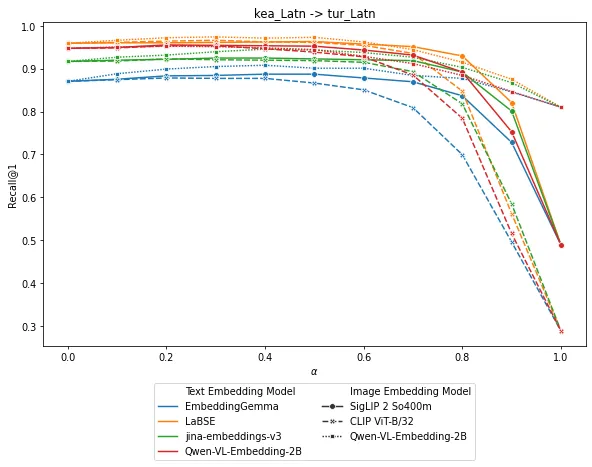 kea_Latn -> tur_Latn
1.0
0.9
0.8
0.7
0.6
0.5
0.4
0.3
Recall@1
0.0 0.2 0.4 0.6 0.8 1.0
α
Text Embedding Model Image Embedding Model
EmbeddingGemma SigLIP 2 So400m
LaBSE CLIP ViT-B/32
jina-embeddings-v3 Qwen-VL-Embedding-2B
Qwen-VL-Embedding-2B